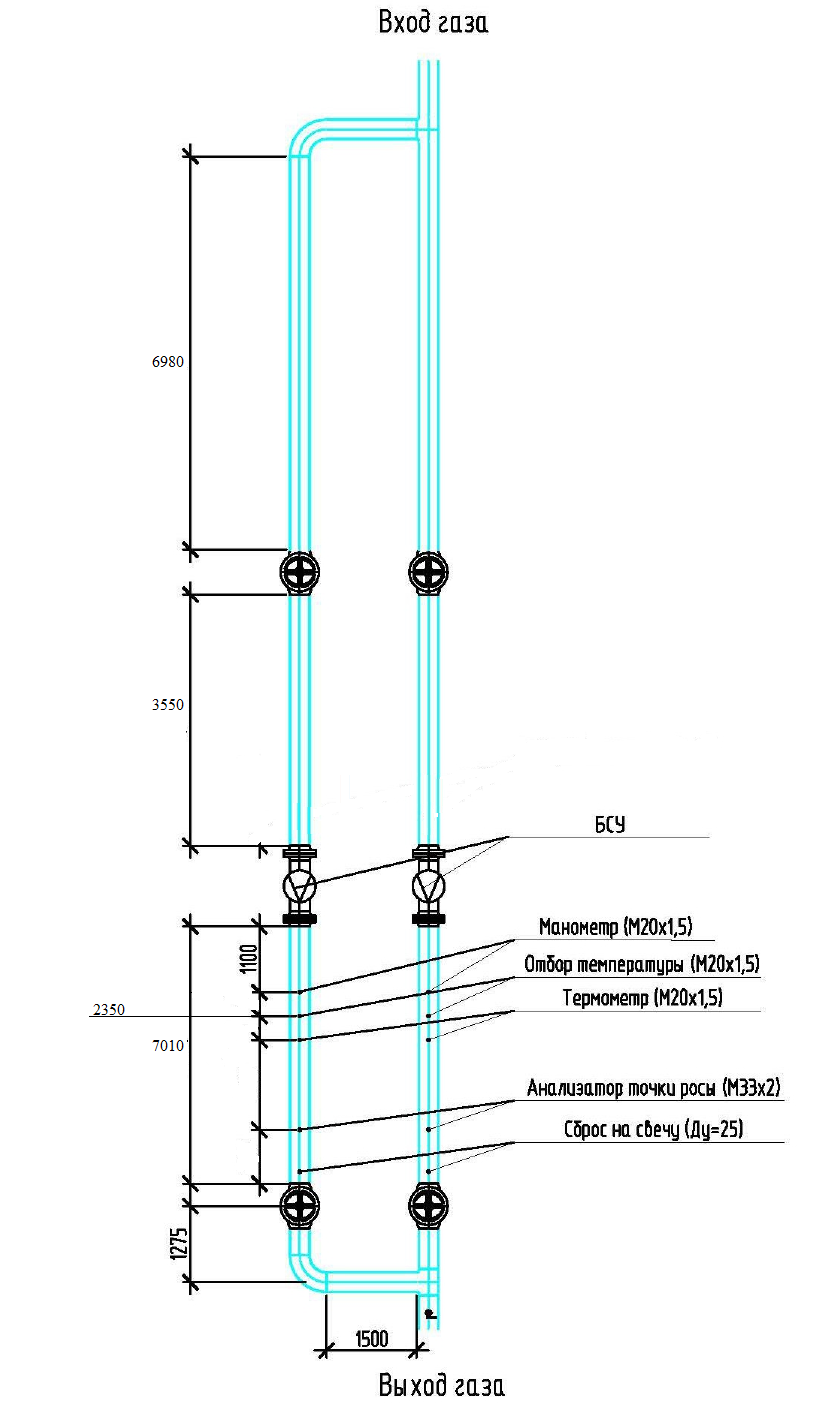 Вход газа
6980
3550
БСУ
Манометр (М20х1,5)
1100
Отбор температуры (М20х1,5)
Термометр (М20х1,5)
2350
7010
Анализатор точки росы (М33х2)
Сброс на свечу (Ду=25)
1275
1500
Выход газа